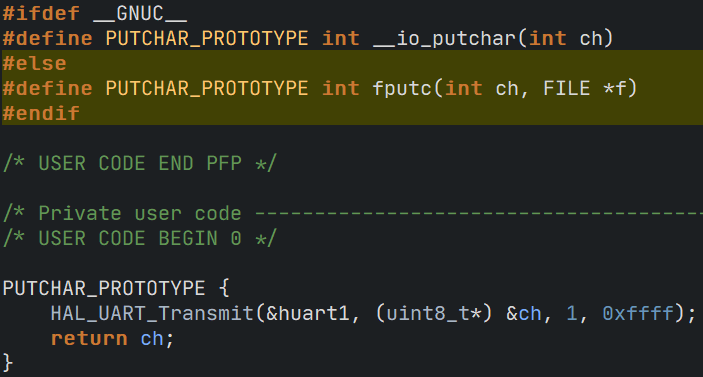 #ifdef __GNUC__
#define PUTCHAR_PROTOTYPE int __io_putchar(int ch)
#else
#define PUTCHAR_PROTOTYPE int fputc(int ch, FILE *f)
#endif
/* USER CODE END PFP */
/* Private user code --------------------------------------
/* USER CODE BEGIN 0 */
PUTCHAR_PROTOTYPE {
    HAL_UART_Transmit(&huart1, (uint8_t*) &ch, 1, 0xffff);
    return ch;
}